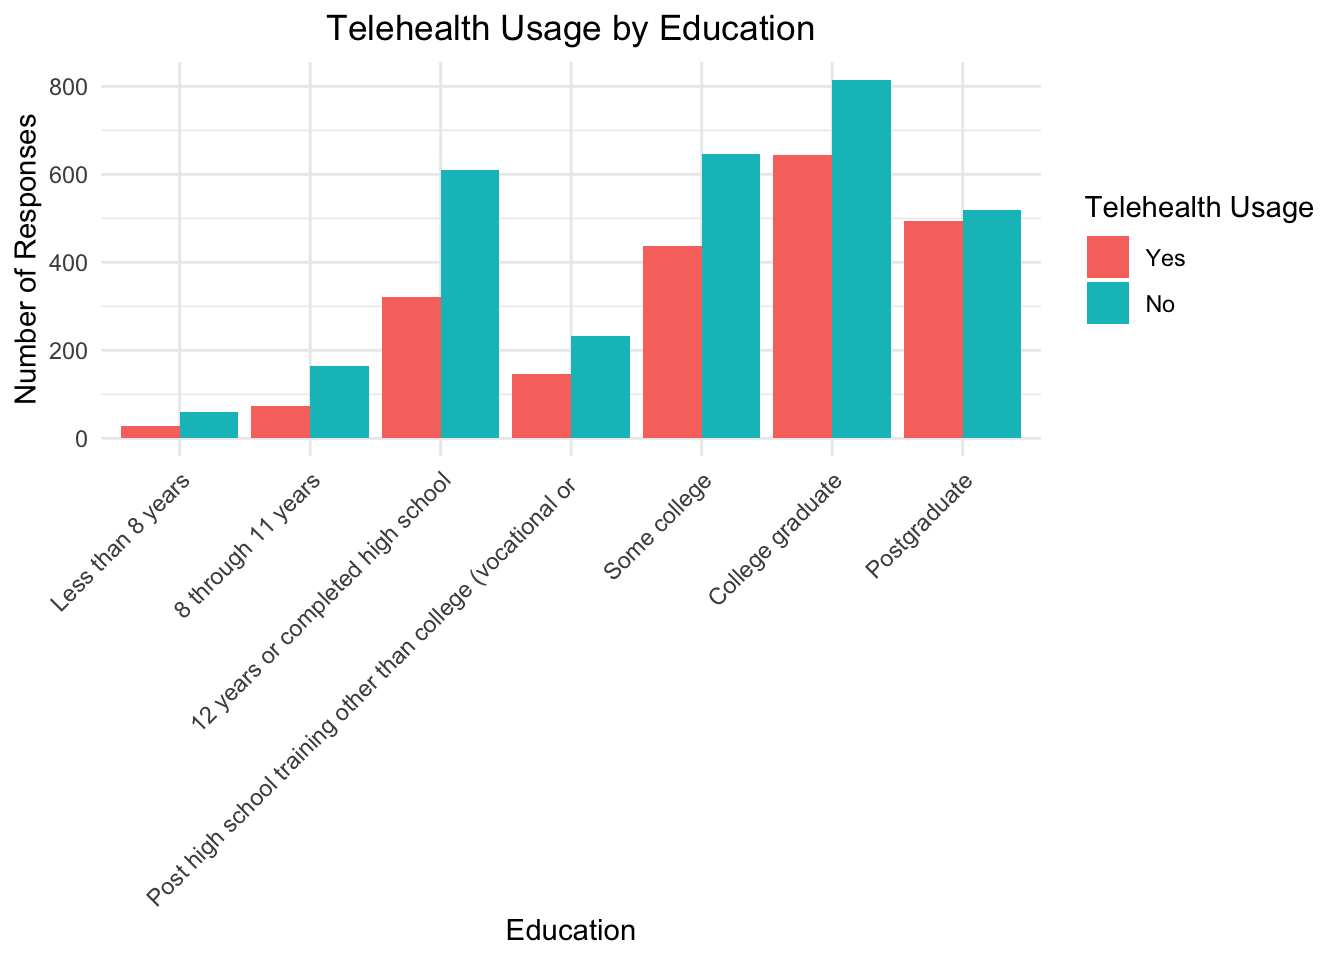 Telehealth Usage by Education
Number of Responses
800
600
400
200
0
Less than 8 years
8 through 11 years
12 years or completed high school
Post high school training other than college (vocational or
Some college
College graduate
Postgraduate
Education
Telehealth Usage
Yes
No